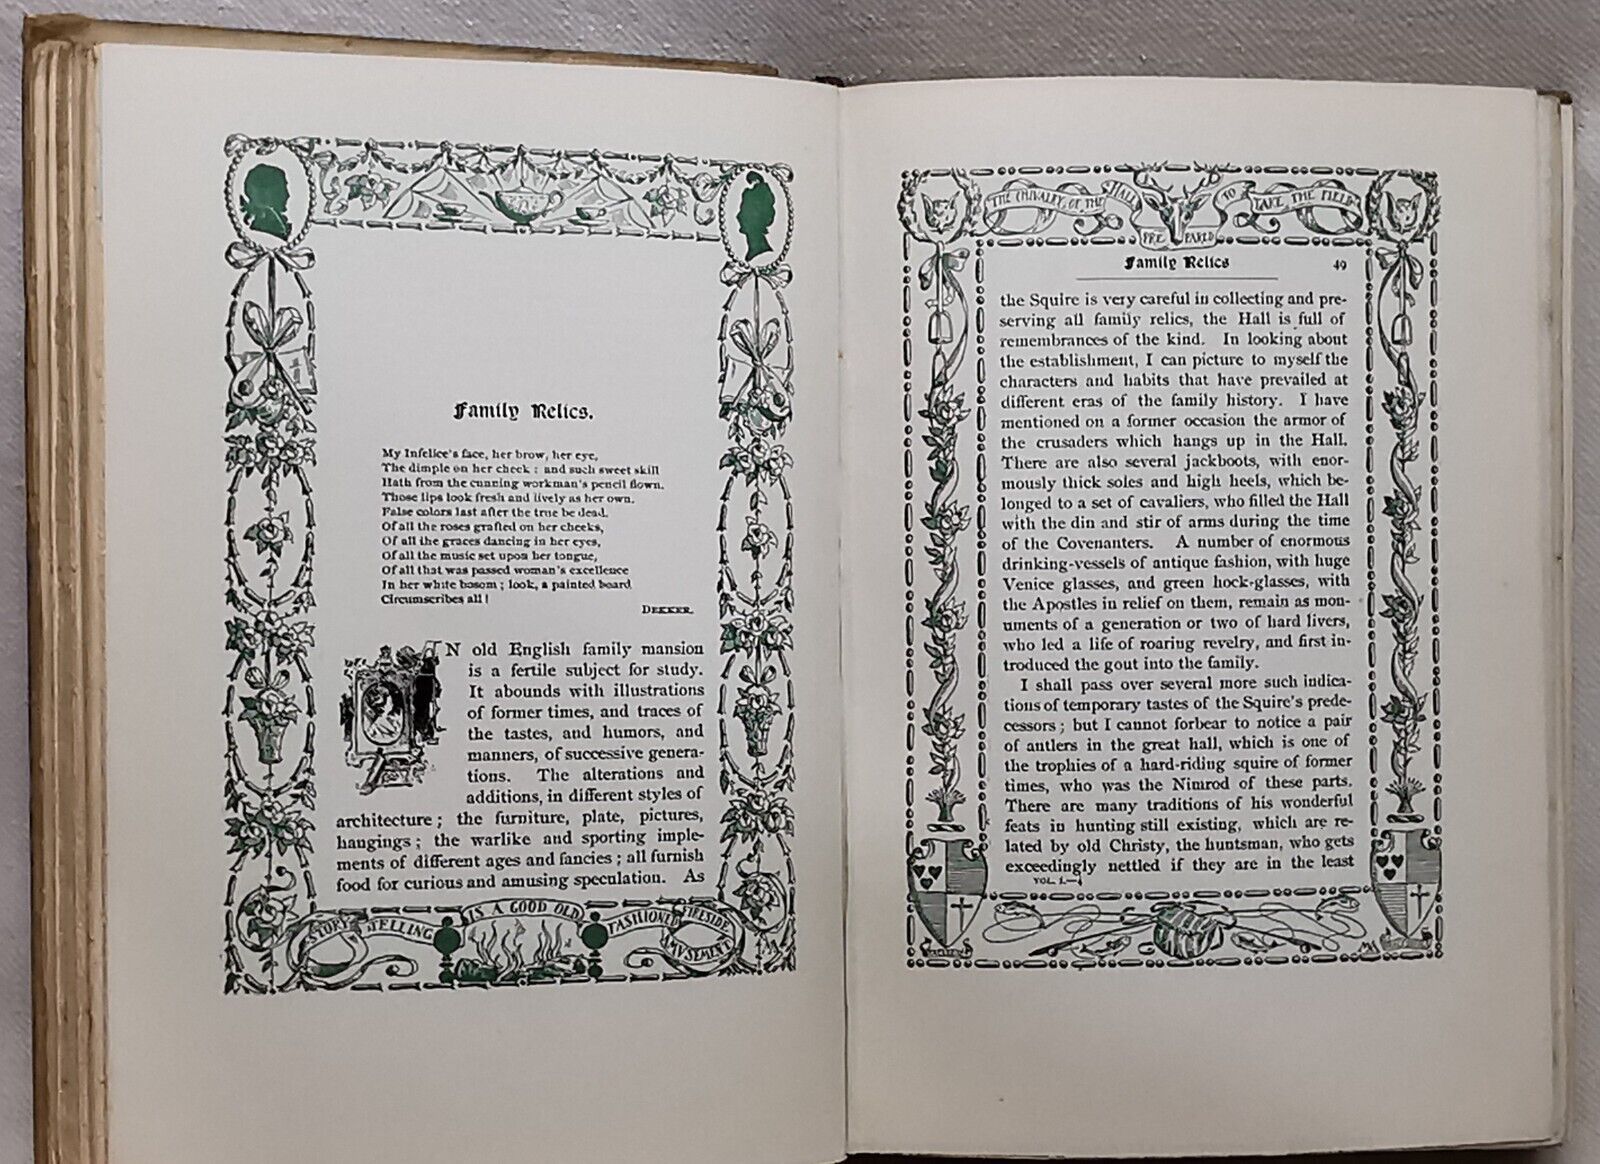 Family Relics.
My Infelice's face, her brow, her eye,
The dimple on her cheek : and such sweet skill
Hath from the cunning workman's pencil flown.
Those lips look fresh and lively as her own.
False colors last after the true be dead.
Of all the roses grafted on her cheeks,
Of all the graces dancing in her eyes,
Of all the music set upon her tongue,
Of all that was passed woman's excellence
In her white bosom ; look, a painted board
Circumscribes all !
DEKKER.
N old English family mansion
is a fertile subject for study.
It abounds with illustrations
of former times, and traces of
the tastes, and humors, and
manners, of successive genera-
tions. The alterations and
additions, in different styles of
architecture ; the furniture, plate, pictures,
hangings ; the warlike and sporting imple-
ments of different ages and fancies ; all furnish
food for curious and amusing speculation. As
STORY TELLING IS A GOOD OLD FASHIONED FIRESIDE AMVSEMENT
THE CHIVALRY OF THE HALL PREPARED TO TAKE THE FIELD
Family Relics 49
the Squire is very careful in collecting and pre-
serving all family relics, the Hall is full of
remembrances of the kind. In looking about
the establishment, I can picture to myself the
characters and habits that have prevailed at
different eras of the family history. I have
mentioned on a former occasion the armor of
the crusaders which hangs up in the Hall.
There are also several jackboots, with enor-
mously thick soles and high heels, which be-
longed to a set of cavaliers, who filled the Hall
with the din and stir of arms during the time
of the Covenanters. A number of enormous
drinking-vessels of antique fashion, with huge
Venice glasses, and green hock-glasses, with
the Apostles in relief on them, remain as mon-
uments of a generation or two of hard livers,
who led a life of roaring revelry, and first in-
troduced the gout into the family.
I shall pass over several more such indica-
tions of temporary tastes of the Squire's prede-
cessors ; but I cannot forbear to notice a pair
of antlers in the great hall, which is one of
the trophies of a hard-riding squire of former
times, who was the Nimrod of these parts.
There are many traditions of his wonderful
feats in hunting still existing, which are re-
lated by old Christy, the huntsman, who gets
exceedingly nettled if they are in the least
VOL. I.—4